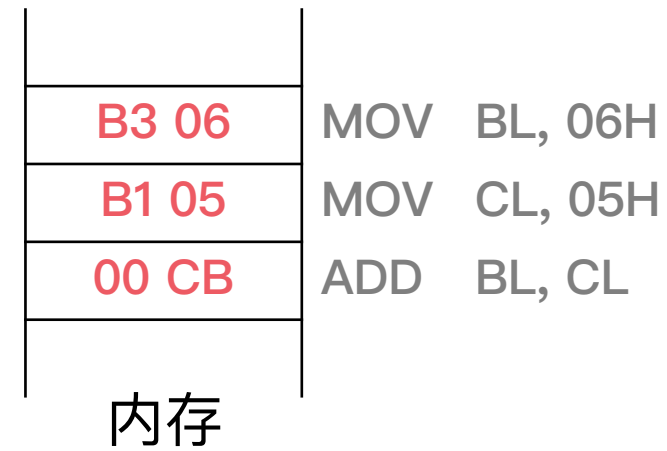 B3 06 MOV BL, 06H
B1 05 MOV CL, 05H
00 CB ADD BL, CL
内存